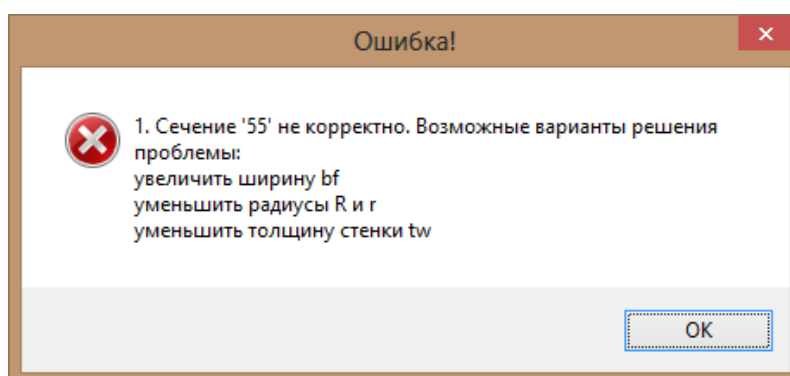 Ошибка!
1. Сечение '55' не корректно. Возможные варианты решения
проблемы:
увеличить ширину bf
уменьшить радиусы R и r
уменьшить толщину стенки tw
OK